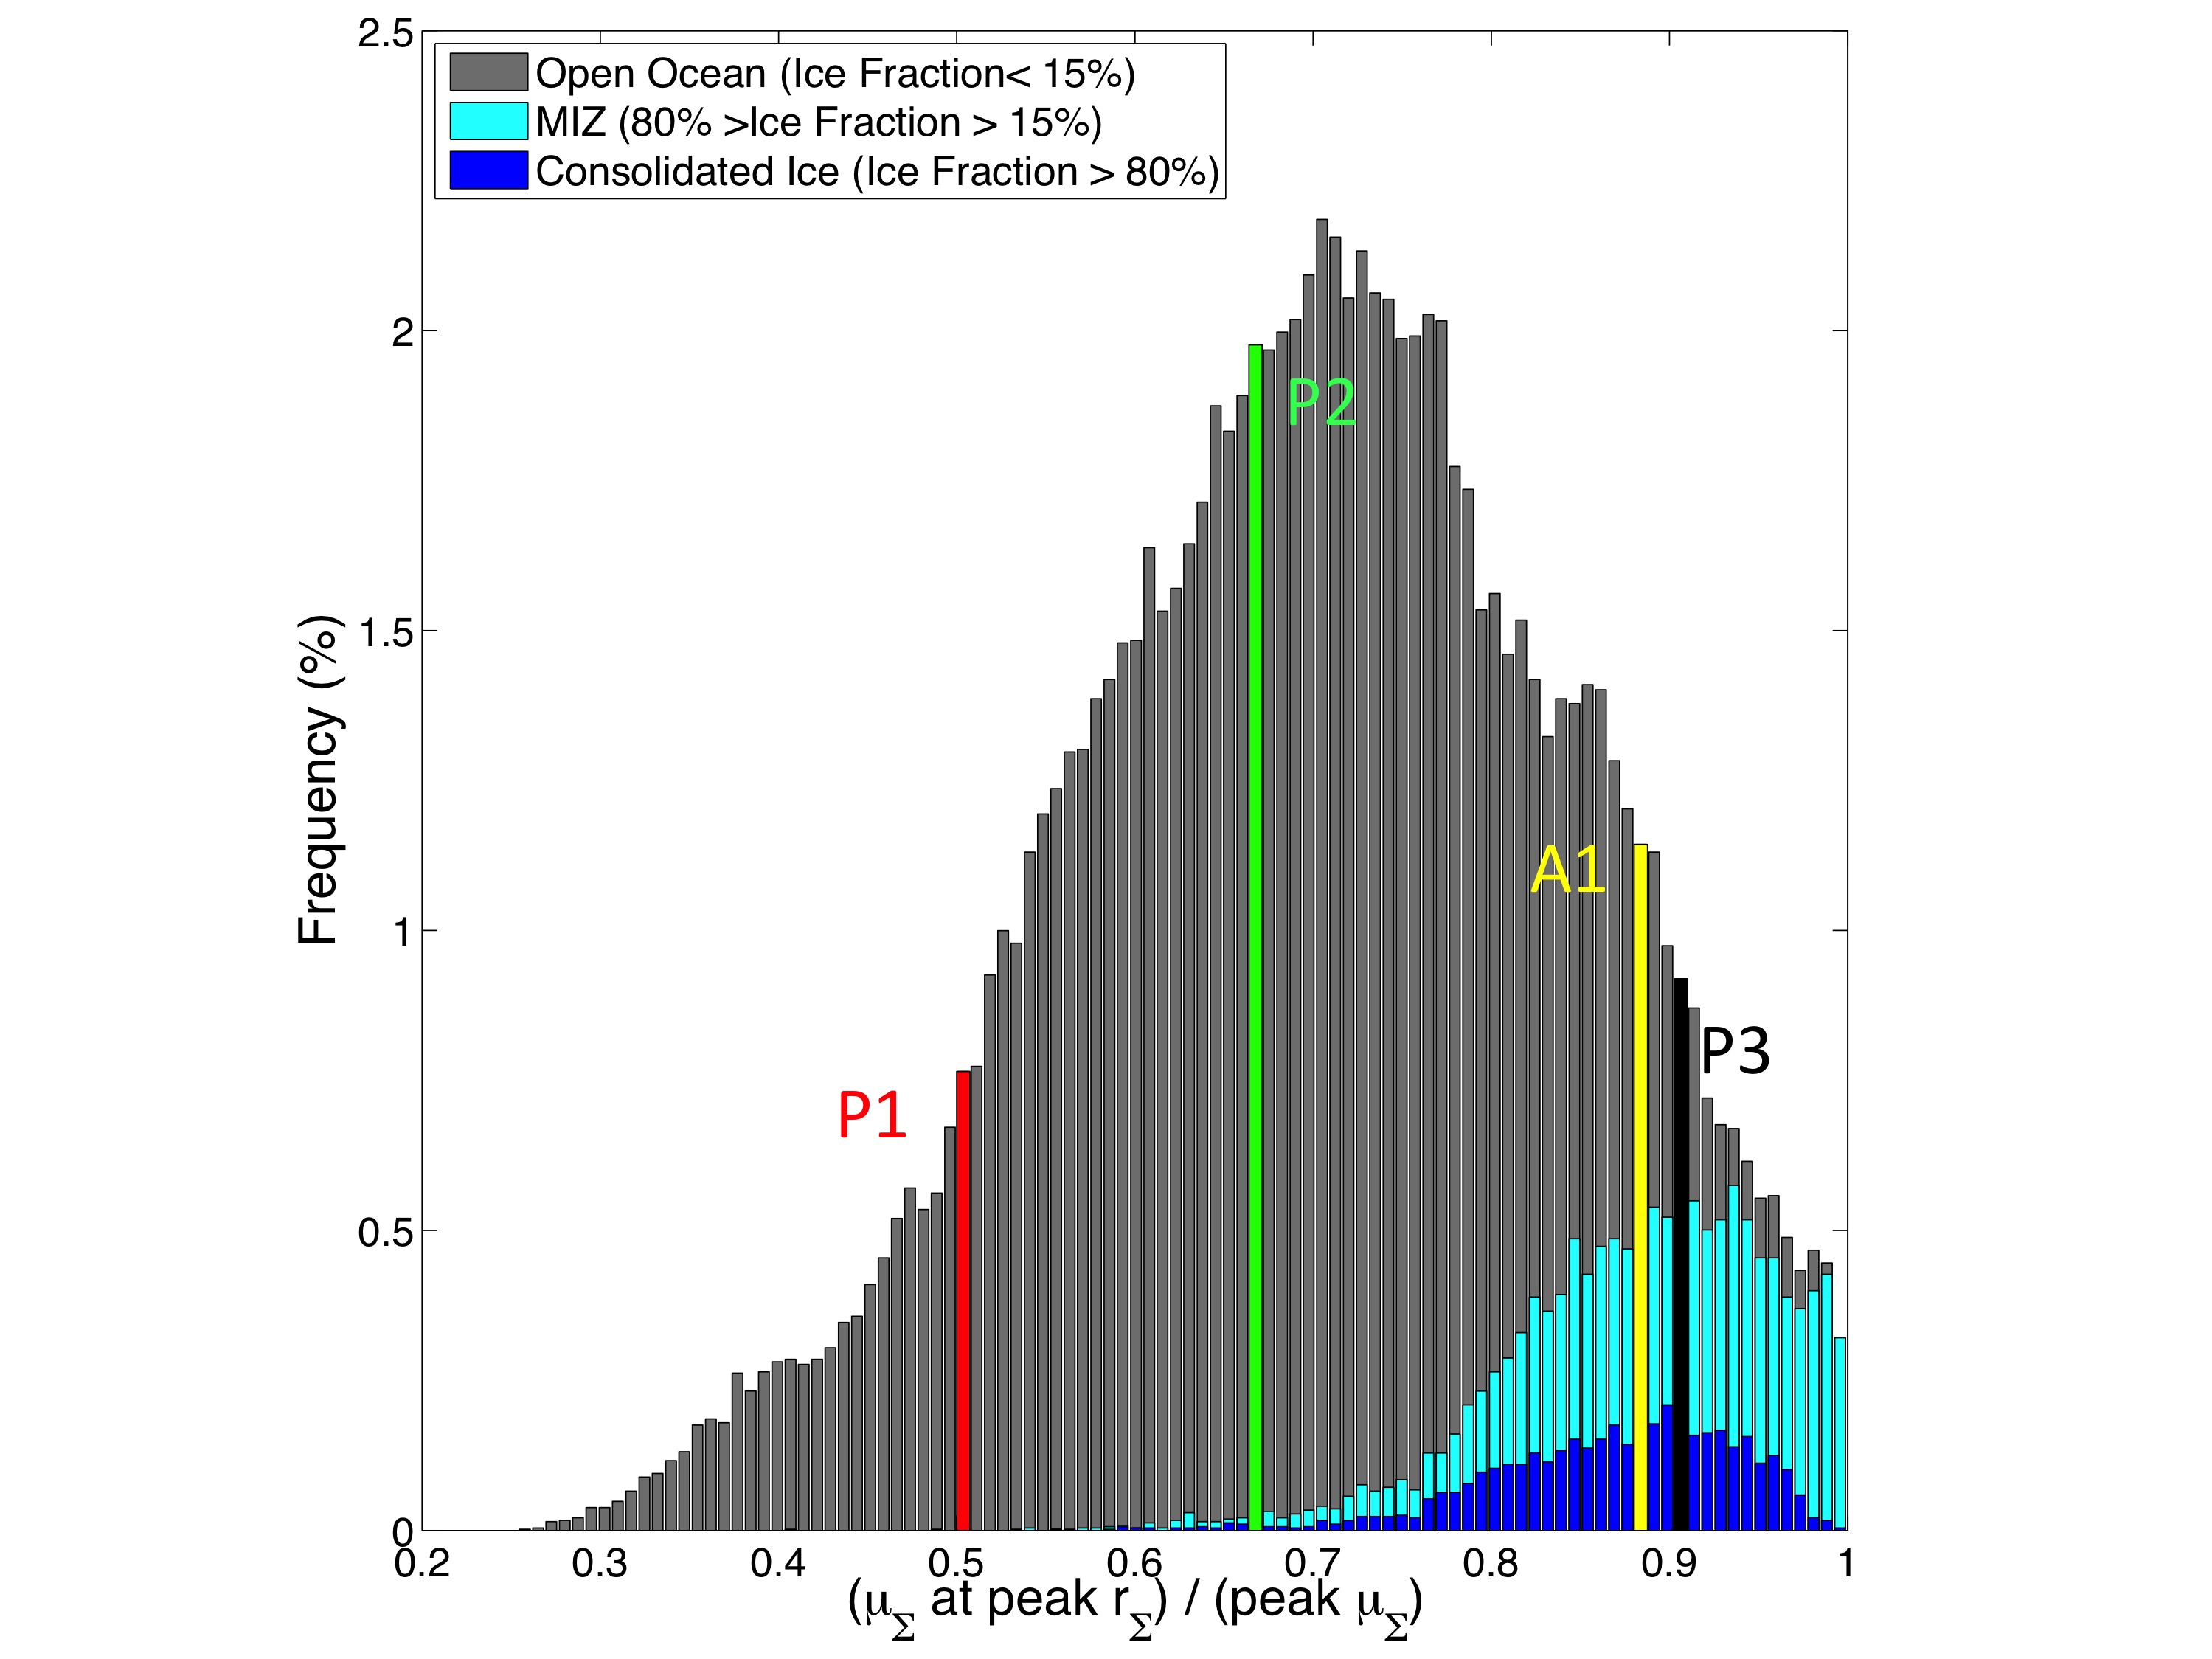 2.5
Open Ocean (Ice Fraction< 15%)
MIZ (80% >Ice Fraction > 15%)
Consolidated Ice (Ice Fraction > 80%)
2
P2
1.5
Frequency (%)
A1
1
P3
P1
0.5
0
0.2 0.3 0.4 0.5 0.6 0.7 0.8 0.9 1
(μΣ at peak rΣ) / (peak μΣ)